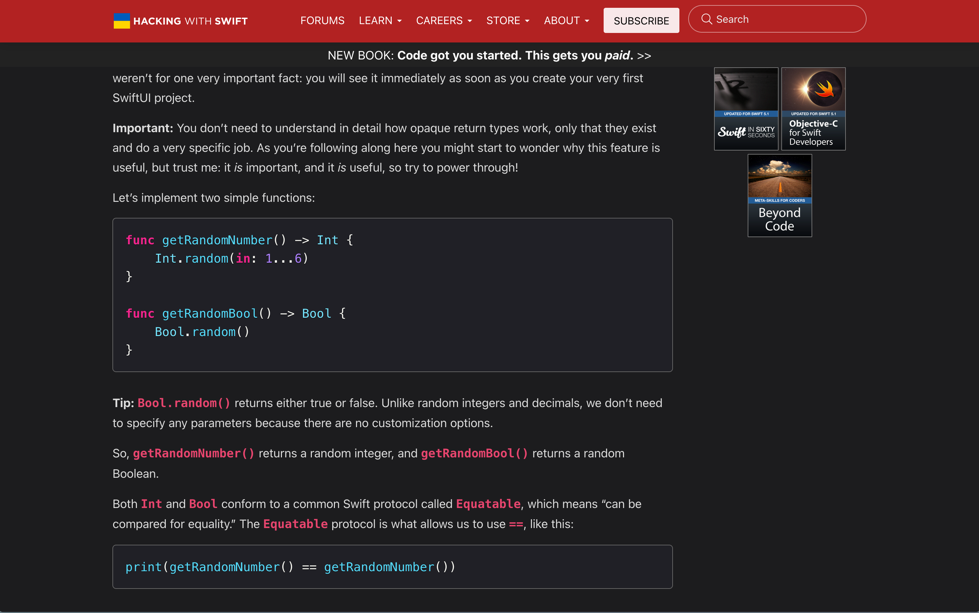 HACKING WITH SWIFT
FORUMS LEARN CAREERS STORE ABOUT SUBSCRIBE Search
NEW BOOK: Code got you started. This gets you paid. >>
weren’t for one very important fact: you will see it immediately as soon as you create your very first
SwiftUI project.
Important: You don’t need to understand in detail how opaque return types work, only that they exist
and do a very specific job. As you’re following along here you might start to wonder why this feature is
useful, but trust me: it is important, and it is useful, so try to power through!
Let’s implement two simple functions:
func getRandomNumber() -> Int {
    Int.random(in: 1...6)
}
func getRandomBool() -> Bool {
    Bool.random()
}
Tip: Bool.random() returns either true or false. Unlike random integers and decimals, we don’t need
to specify any parameters because there are no customization options.
So, getRandomNumber() returns a random integer, and getRandomBool() returns a random
Boolean.
Both Int and Bool conform to a common Swift protocol called Equatable, which means “can be
compared for equality.” The Equatable protocol is what allows us to use ==, like this:
print(getRandomNumber() == getRandomNumber())
UPDATED FOR SWIFT 5.1
Swift IN SIXTY
SECONDS
UPDATED FOR SWIFT 5.1
Objective-C
for Swift
Developers
META-SKILLS FOR CODERS
Beyond
Code